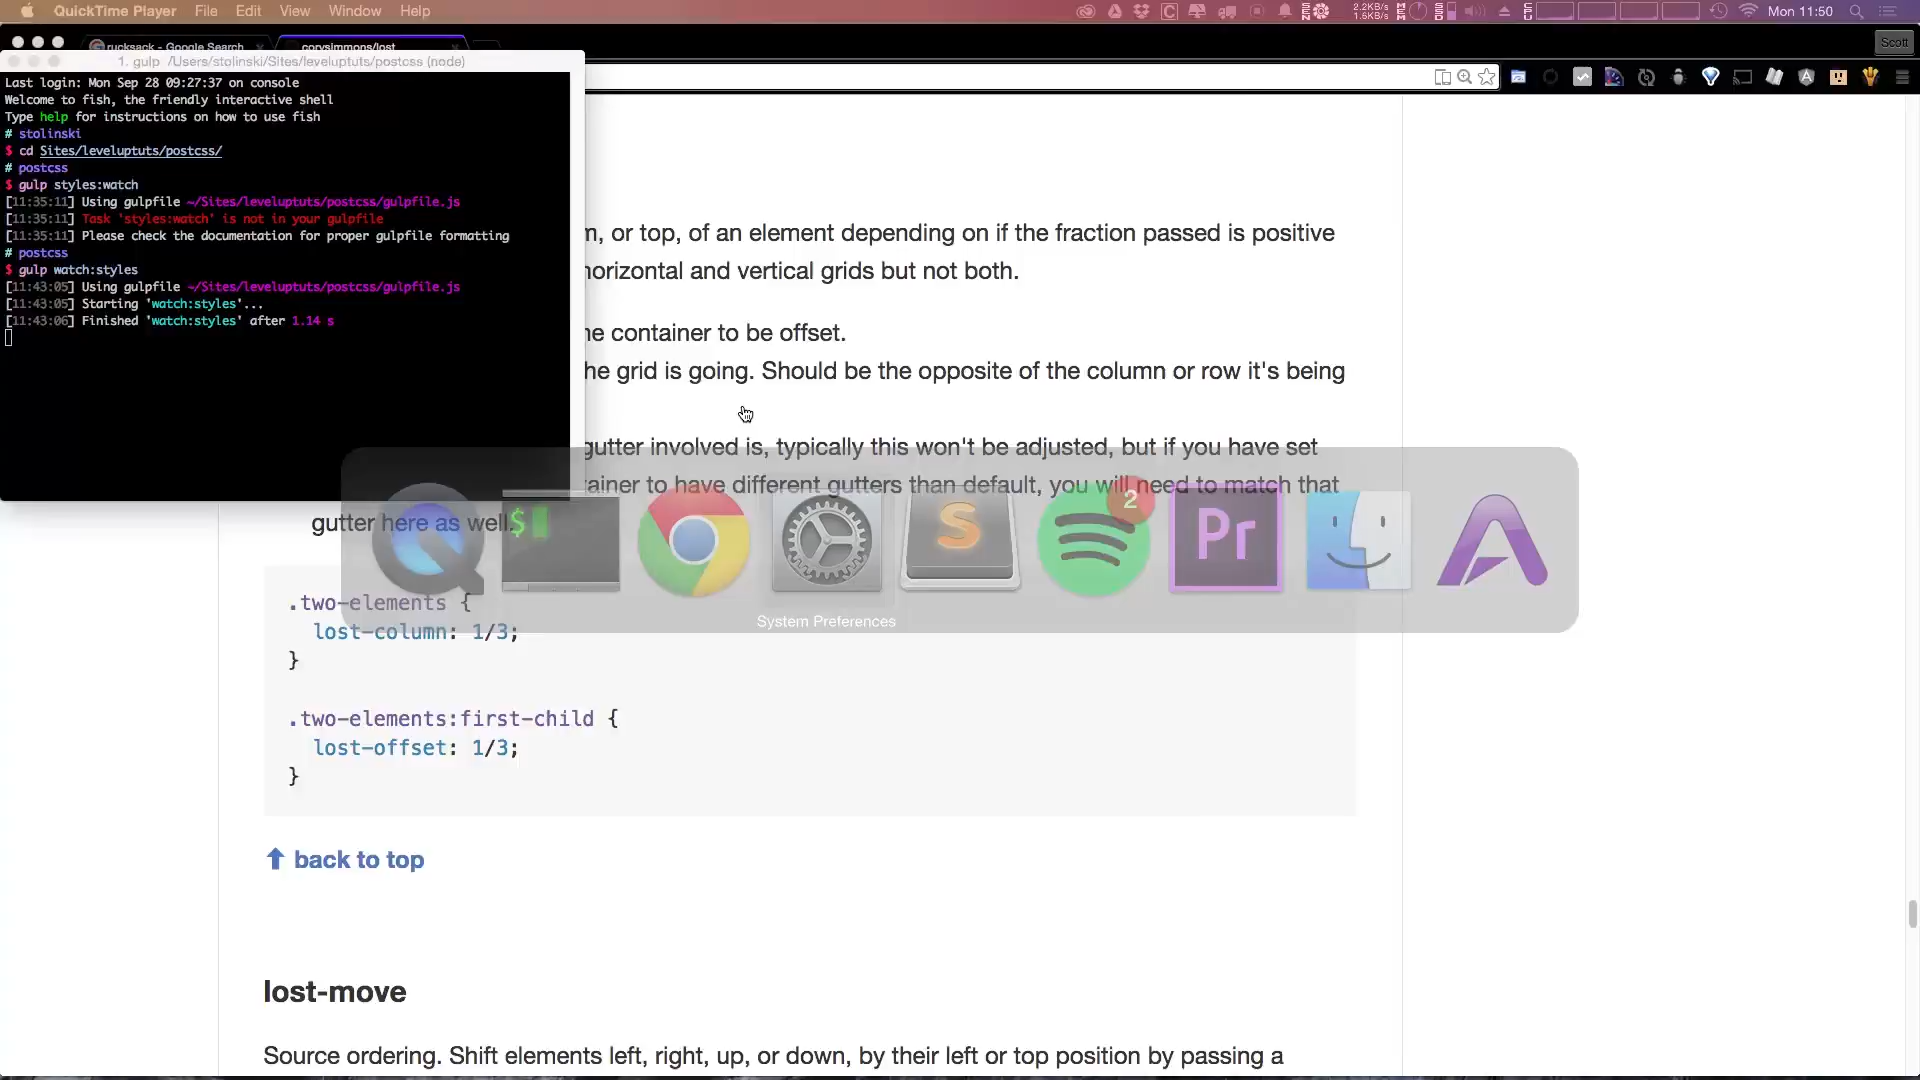 QuickTime Player File Edit View Window Help
2.2KB/s
1.5KB/s
Mon 11:50
rucksack - Google Search
corysimmons/lost
Scott
1. gulp /Users/stolinski/Sites/leveluptuts/postcss (node)
Last login: Mon Sep 28 09:27:37 on console
Welcome to fish, the friendly interactive shell
Type help for instructions on how to use fish
# stolinski
$ cd Sites/leveluptuts/postcss/
# postcss
$ gulp styles:watch
[11:35:11] Using gulpfile ~/Sites/leveluptuts/postcss/gulpfile.js
[11:35:11] Task 'styles:watch' is not in your gulpfile
[11:35:11] Please check the documentation for proper gulpfile formatting
# postcss
$ gulp watch:styles
[11:43:05] Using gulpfile ~/Sites/leveluptuts/postcss/gulpfile.js
[11:43:05] Starting 'watch:styles'...
[11:43:06] Finished 'watch:styles' after 1.14 s
m, or top, of an element depending on if the fraction passed is positive
horizontal and vertical grids but not both.
he container to be offset.
he grid is going. Should be the opposite of the column or row it's being
gutter involved is, typically this won't be adjusted, but if you have set
ainer to have different gutters than default, you will need to match that
gutter here as well.
$
S
2
Pr
System Preferences
.two-elements {
lost-column: 1/3;
}
.two-elements:first-child {
lost-offset: 1/3;
}
back to top
lost-move
Source ordering. Shift elements left, right, up, or down, by their left or top position by passing a